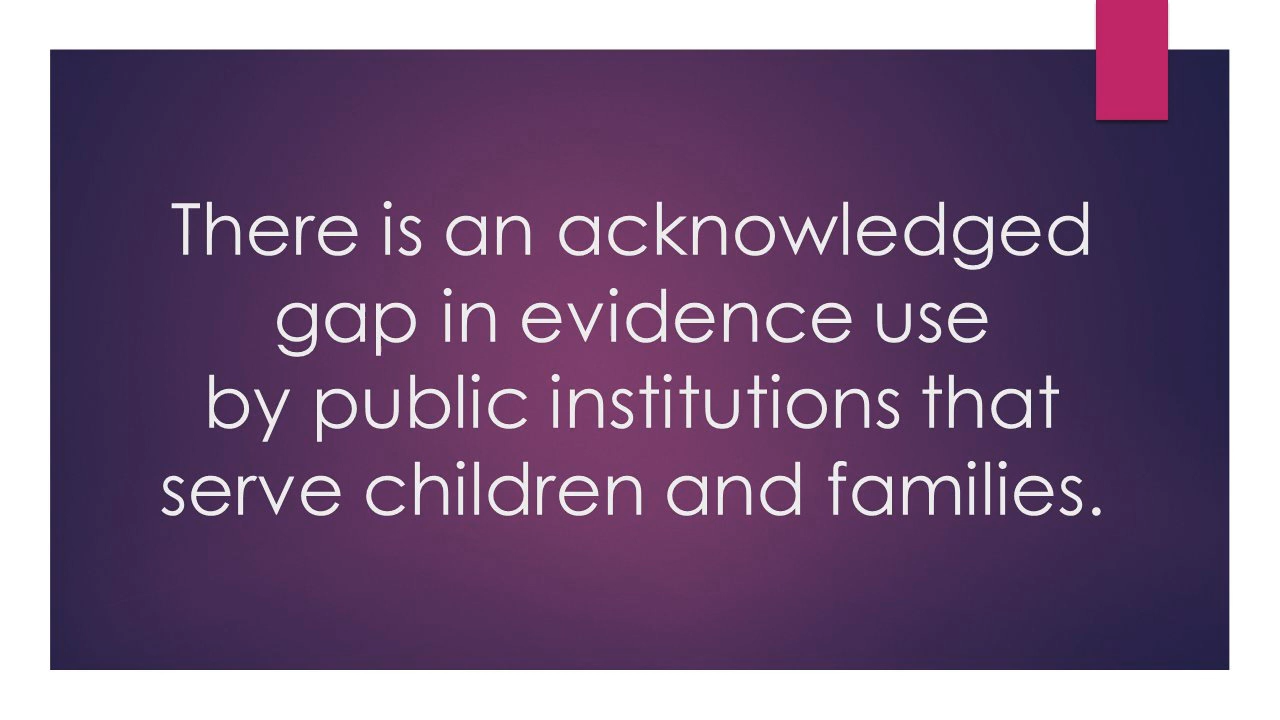 There is an acknowledged
gap in evidence use
by public institutions that
serve children and families.